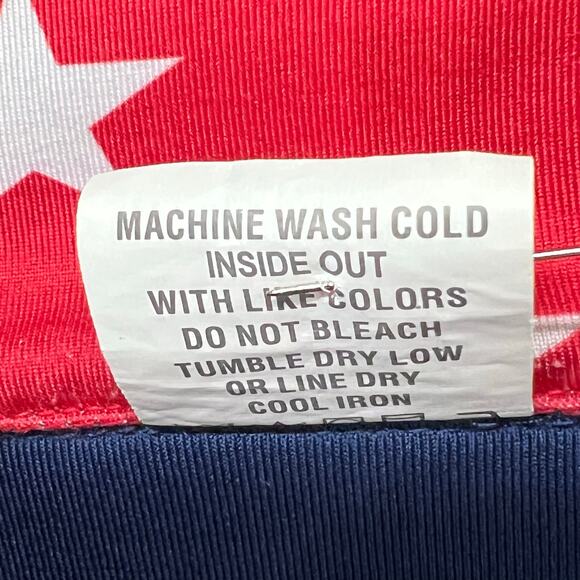 MACHINE WASH COLD
INSIDE OUT
WITH LIKE COLORS
DO NOT BLEACH
TUMBLE DRY LOW
OR LINE DRY
COOL IRON